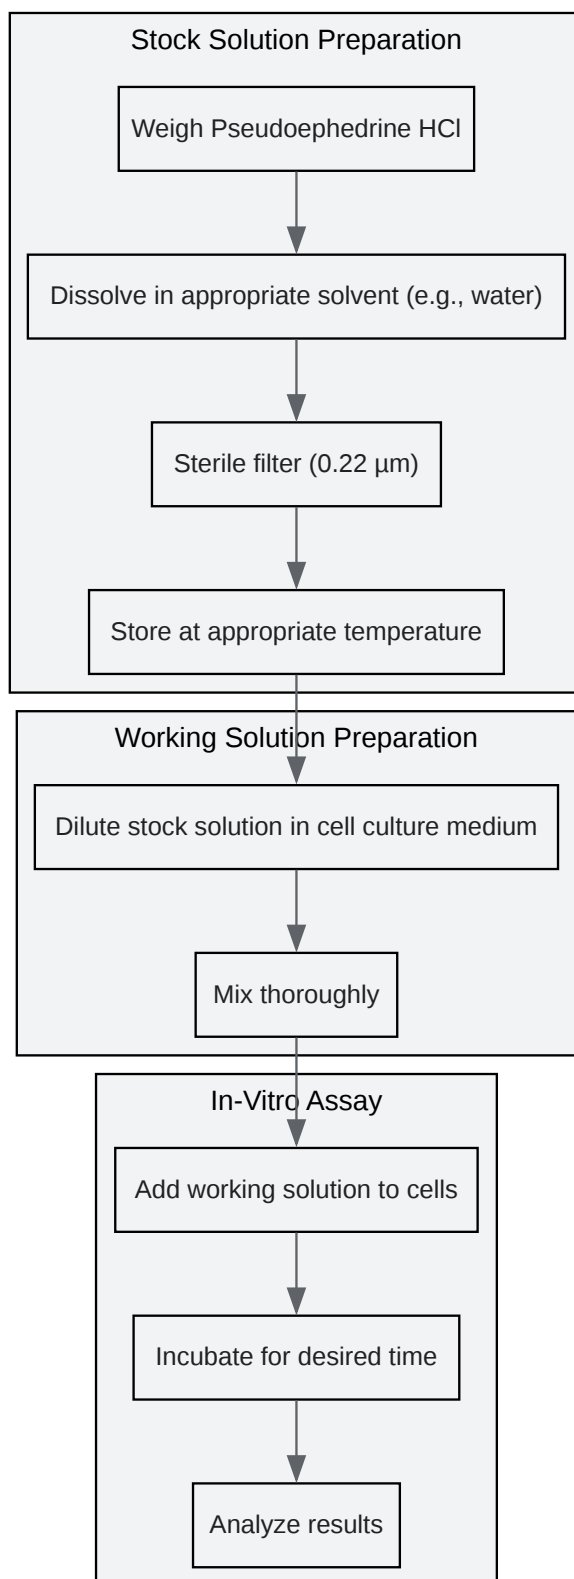 Stock Solution Preparation
Weigh Pseudoephedrine HCl
Dissolve in appropriate solvent (e.g., water)
Sterile filter (0.22 µm)
Store at appropriate temperature
Working Solution Preparation
Dilute stock solution in cell culture medium
Mix thoroughly
In-Vitro Assay
Add working solution to cells
Incubate for desired time
Analyze results